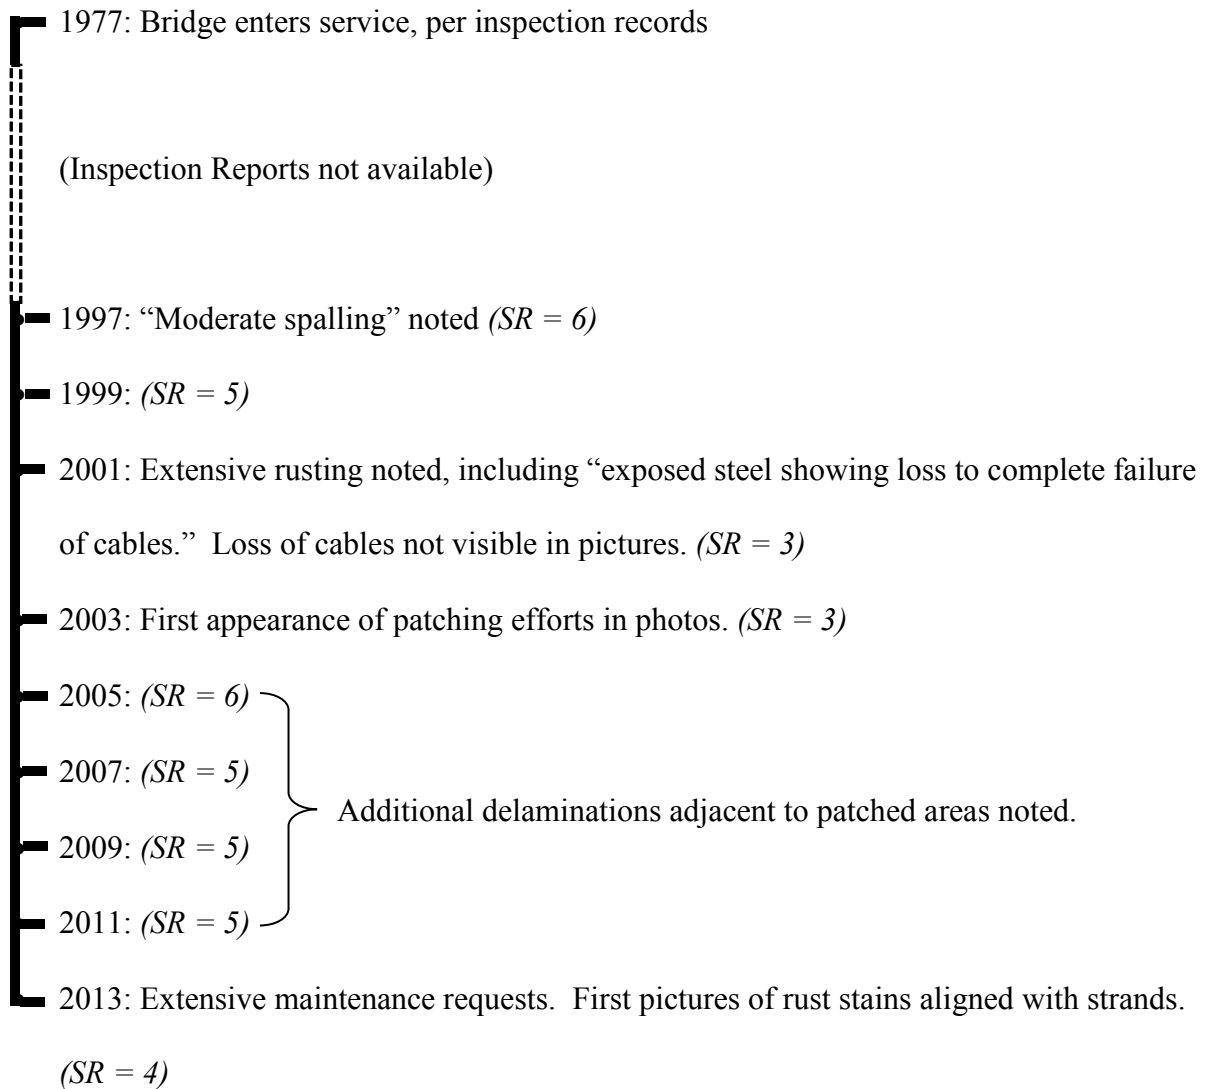 1977: Bridge enters service, per inspection records
(Inspection Reports not available)
1997: “Moderate spalling” noted (SR = 6)
1999: (SR = 5)
2001: Extensive rusting noted, including “exposed steel showing loss to complete failure
of cables.”  Loss of cables not visible in pictures. (SR = 3)
2003: First appearance of patching efforts in photos. (SR = 3)
2005: (SR = 6)
2007: (SR = 5)
Additional delaminations adjacent to patched areas noted.
2009: (SR = 5)
2011: (SR = 5)
2013: Extensive maintenance requests.  First pictures of rust stains aligned with strands.
(SR = 4)